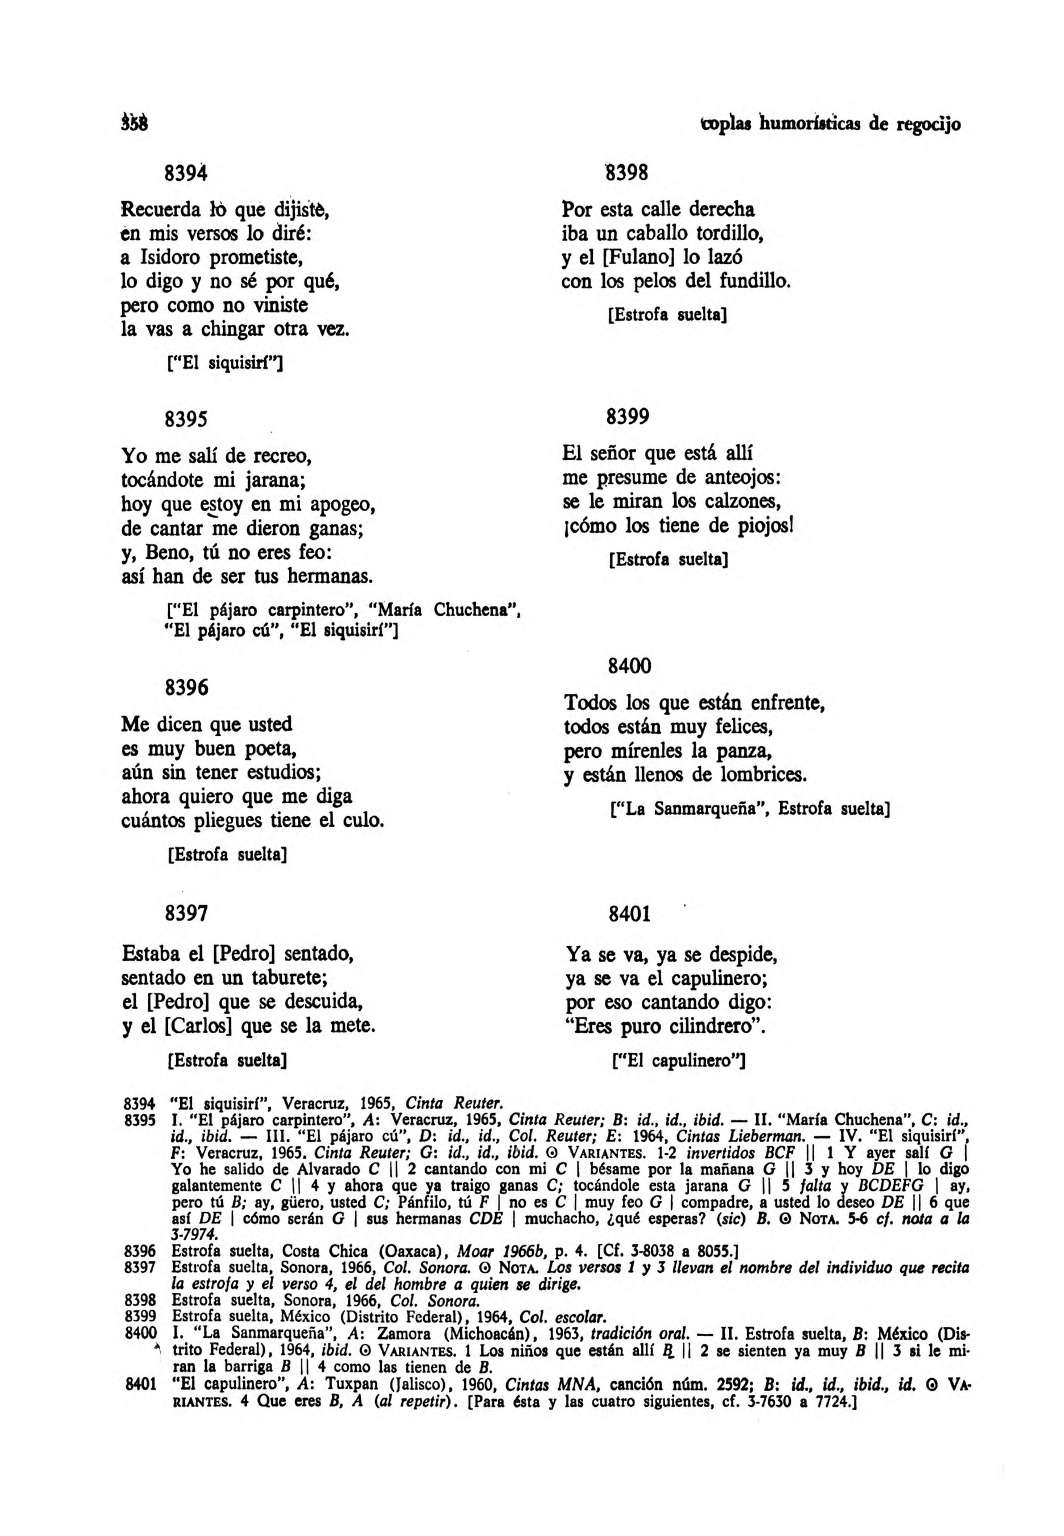 358
coplas humorísticas de regocijo
8394
Recuerda lo que dijiste,
en mis versos lo diré:
a Isidoro prometiste,
lo digo y no sé por qué,
pero como no viniste
la vas a chingar otra vez.
["El siquisirí"]
8395
Yo me salí de recreo,
tocándote mi jarana;
hoy que estoy en mi apogeo,
de cantar me dieron ganas;
y, Beno, tú no eres feo:
así han de ser tus hermanas.
["El pájaro carpintero", "María Chuchena",
"El pájaro cú", "El siquisirí"]
8396
Me dicen que usted
es muy buen poeta,
aún sin tener estudios;
ahora quiero que me diga
cuántos pliegues tiene el culo.
[Estrofa suelta]
8397
Estaba el [Pedro] sentado,
sentado en un taburete;
el [Pedro] que se descuida,
y el [Carlos] que se la mete.
[Estrofa suelta]
8398
Por esta calle derecha
iba un caballo tordillo,
y el [Fulano] lo lazó
con los pelos del fundillo.
[Estrofa suelta]
8399
El señor que está allí
me presume de anteojos:
se le miran los calzones,
¡cómo los tiene de piojos!
[Estrofa suelta]
8400
Todos los que están enfrente,
todos están muy felices,
pero mírenles la panza,
y están llenos de lombrices.
["La Sanmarqueña", Estrofa suelta]
8401
Ya se va, ya se despide,
ya se va el capulinero;
por eso cantando digo:
"Eres puro cilindrero".
["El capulinero"]
8394 "El siquisirí", Veracruz, 1965, Cinta Reuter.
8395 I. "El pájaro carpintero", A: Veracruz, 1965, Cinta Reuter; B: id., id., ibid. — II. "María Chuchena", C: id.,
id., ibid. — III. "El pájaro cú", D: id., id., Col. Reuter; E: 1964, Cintas Lieberman. — IV. "El siquisirí",
F: Veracruz, 1965. Cinta Reuter; G: id., id., ibid. ⊙ VARIANTES. 1-2 invertidos BCF || 1 Y ayer salí G |
Yo he salido de Alvarado C || 2 cantando con mi C | bésame por la mañana G || 3 y hoy DE | lo digo
galantemente C || 4 y ahora que ya traigo ganas C; tocándole esta jarana G || 5 falta y BCDEFG | ay,
pero tú B; ay, güero, usted C; Pánfilo, tú F | no es C | muy feo G | compadre, a usted lo deseo DE || 6 que
así DE | cómo serán G | sus hermanas CDE | muchacho, ¿qué esperas? (sic) B. ⊙ NOTA. 5-6 cf. nota a la
3-7974.
8396 Estrofa suelta, Costa Chica (Oaxaca), Moar 1966b, p. 4. [Cf. 3-8038 a 8055.]
8397 Estrofa suelta, Sonora, 1966, Col. Sonora. ⊙ NOTA. Los versos 1 y 3 llevan el nombre del individuo que recita
la estrofa y el verso 4, el del hombre a quien se dirige.
8398 Estrofa suelta, Sonora, 1966, Col. Sonora.
8399 Estrofa suelta, México (Distrito Federal), 1964, Col. escolar.
8400 I. "La Sanmarqueña", A: Zamora (Michoacán), 1963, tradición oral. — II. Estrofa suelta, B: México (Dis-
trito Federal), 1964, ibid. ⊙ VARIANTES. 1 Los niños que están allí B || 2 se sienten ya muy B || 3 si le mi-
ran la barriga B || 4 como las tienen de B.
8401 "El capulinero", A: Tuxpan (Jalisco), 1960, Cintas MNA, canción núm. 2592; B: id., id., ibid., id. ⊙ VA-
RIANTES. 4 Que eres B, A (al repetir). [Para ésta y las cuatro siguientes, cf. 3-7630 a 7724.]